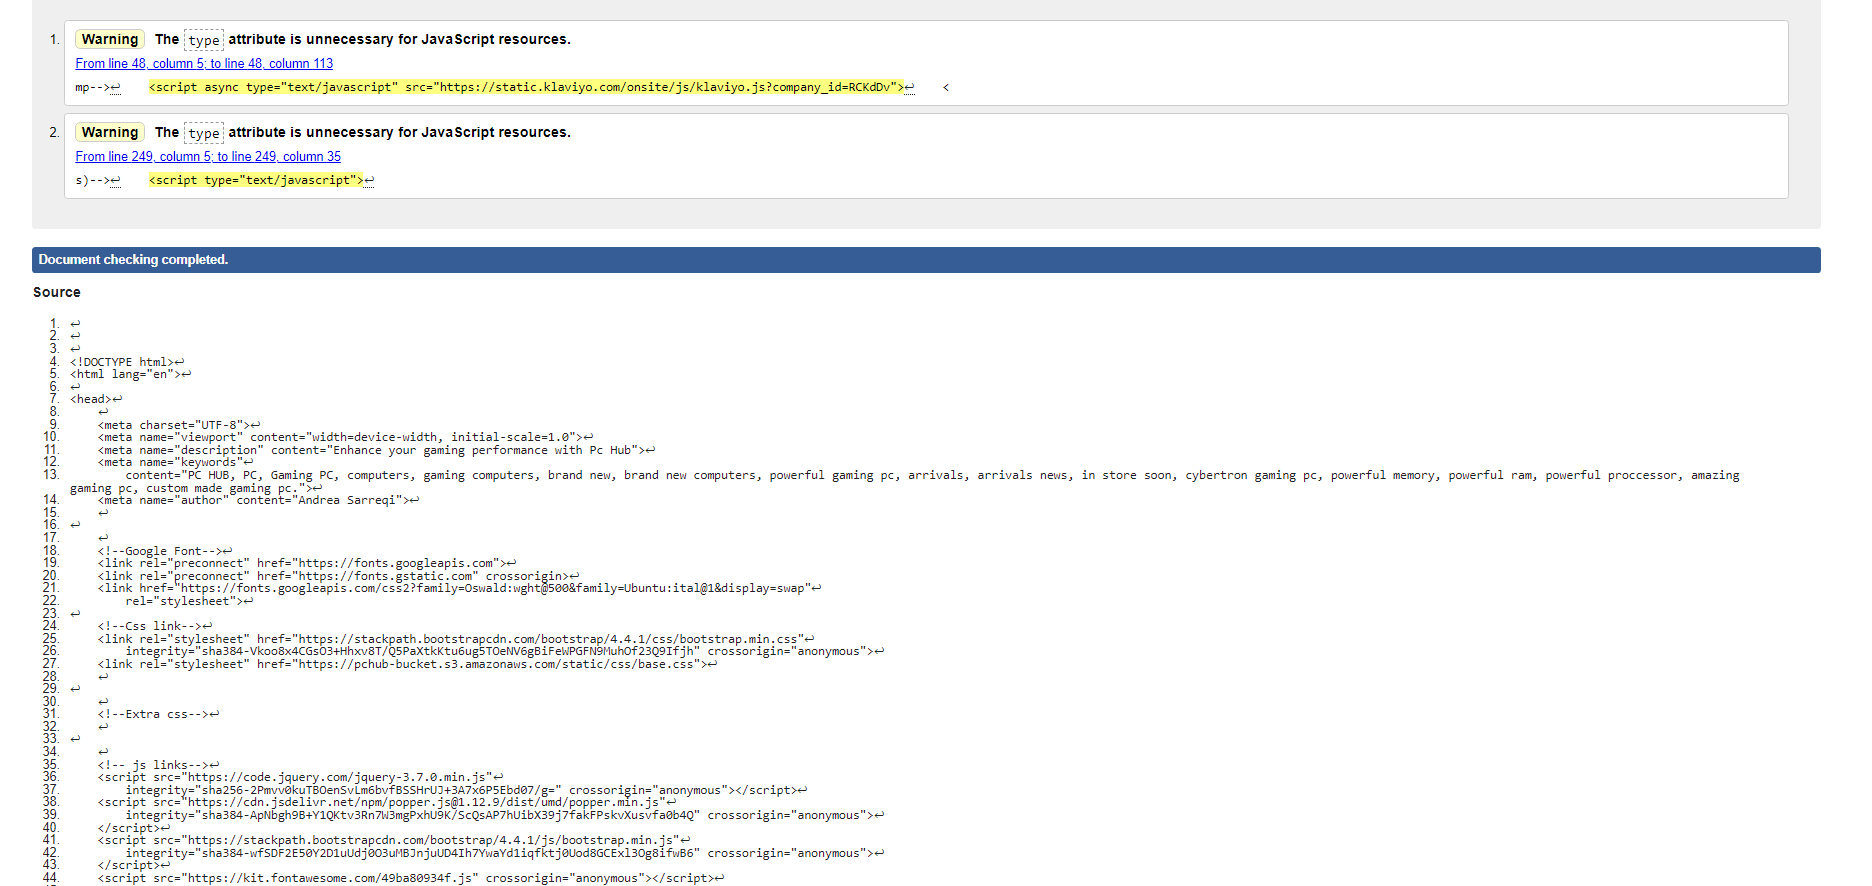 1. Warning The type attribute is unnecessary for JavaScript resources.
From line 48, column 5; to line 48, column 113
mp-->↩    <script async type="text/javascript" src="https://static.klaviyo.com/onsite/js/klaviyo.js?company_id=RCKdDv">↩    <
2. Warning The type attribute is unnecessary for JavaScript resources.
From line 249, column 5; to line 249, column 35
s)-->↩    <script type="text/javascript">↩
Document checking completed.
Source
1. ↩
2. ↩
3. ↩
4. <!DOCTYPE html>↩
5. <html lang="en">↩
6. ↩
7. <head>↩
8.     ↩
9.     <meta charset="UTF-8">↩
10.     <meta name="viewport" content="width=device-width, initial-scale=1.0">↩
11.     <meta name="description" content="Enhance your gaming performance with Pc Hub">↩
12.     <meta name="keywords"↩
13.         content="PC HUB, PC, Gaming PC, computers, gaming computers, brand new, brand new computers, powerful gaming pc, arrivals, arrivals news, in store soon, cybertron gaming pc, powerful memory, powerful ram, powerful proccessor, amazing
gaming pc, custom made gaming pc.">↩
14.     <meta name="author" content="Andrea Sarreqi">↩
15.     ↩
16. ↩
17.     ↩
18.     <!--Google Font-->↩
19.     <link rel="preconnect" href="https://fonts.googleapis.com">↩
20.     <link rel="preconnect" href="https://fonts.gstatic.com" crossorigin>↩
21.     <link href="https://fonts.googleapis.com/css2?family=Oswald:wght@500&family=Ubuntu:ital@1&display=swap"↩
22.         rel="stylesheet">↩
23. ↩
24.     <!--Css link-->↩
25.     <link rel="stylesheet" href="https://stackpath.bootstrapcdn.com/bootstrap/4.4.1/css/bootstrap.min.css"↩
26.         integrity="sha384-Vkoo8x4CGsO3+Hhxv8T/Q5PaXtkKtu6ug5TOeNV6gBiFeWPGFN9MuhOf23Q9Ifjh" crossorigin="anonymous">↩
27.     <link rel="stylesheet" href="https://pchub-bucket.s3.amazonaws.com/static/css/base.css">↩
28.     ↩
29. ↩
30.     ↩
31.     <!--Extra css-->↩
32.     ↩
33. ↩
34.     ↩
35.     <!-- js links-->↩
36.     <script src="https://code.jquery.com/jquery-3.7.0.min.js"↩
37.         integrity="sha256-2Pmvv0kuTBOenSvLm6bvfBSSHrUJ+3A7x6P5Ebd07/g=" crossorigin="anonymous"></script>↩
38.     <script src="https://cdn.jsdelivr.net/npm/popper.js@1.12.9/dist/umd/popper.min.js"↩
39.         integrity="sha384-ApNbgh9B+Y1QKtv3Rn7W3mgPxhU9K/ScQsAP7hUibX39j7fakFPskvXusvfa0b4Q" crossorigin="anonymous">↩
40.     </script>↩
41.     <script src="https://stackpath.bootstrapcdn.com/bootstrap/4.4.1/js/bootstrap.min.js"↩
42.         integrity="sha384-wfSDF2E50Y2D1uUdj0O3uMBJnjuUD4Ih7YwaYd1iqfktj0Uod8GCExl3Og8ifwB6" crossorigin="anonymous">↩
43.     </script>↩
44.     <script src="https://kit.fontawesome.com/49ba80934f.js" crossorigin="anonymous"></script>↩